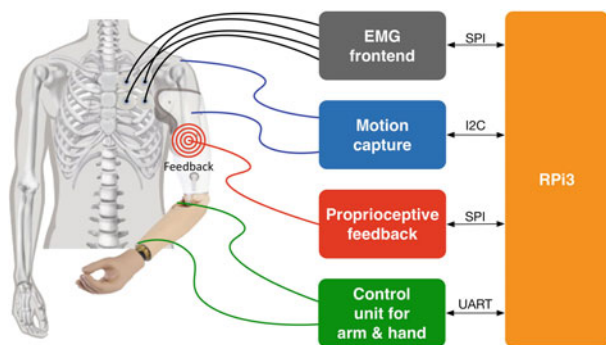 EMG
frontend
SPI
Motion
capture
I2C
RPi3
Feedback
Proprioceptive
feedback
SPI
Control
unit for
arm & hand
UART